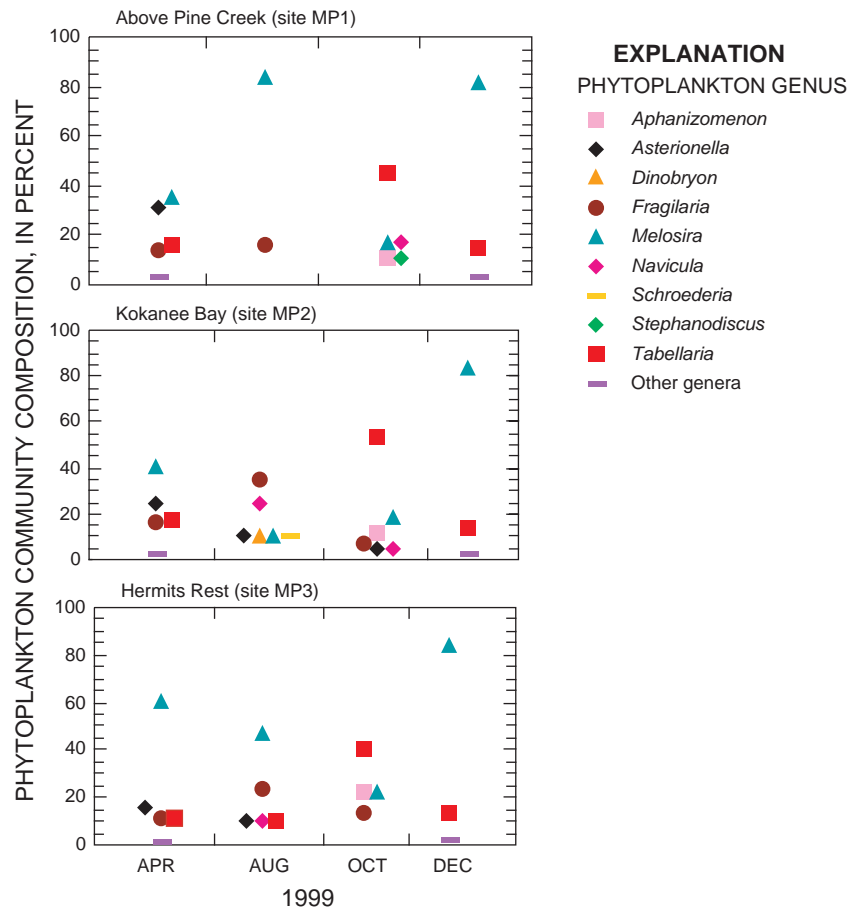 Above Pine Creek (site MP1)
100
80
60
40
20
0
Kokanee Bay (site MP2)
100
80
60
40
20
0
Hermits Rest (site MP3)
100
80
60
40
20
0
APR AUG OCT DEC
1999
PHYTOPLANKTON COMMUNITY COMPOSITION, IN PERCENT
EXPLANATION
PHYTOPLANKTON GENUS
Aphanizomenon
Asterionella
Dinobryon
Fragilaria
Melosira
Navicula
Schroederia
Stephanodiscus
Tabellaria
Other genera